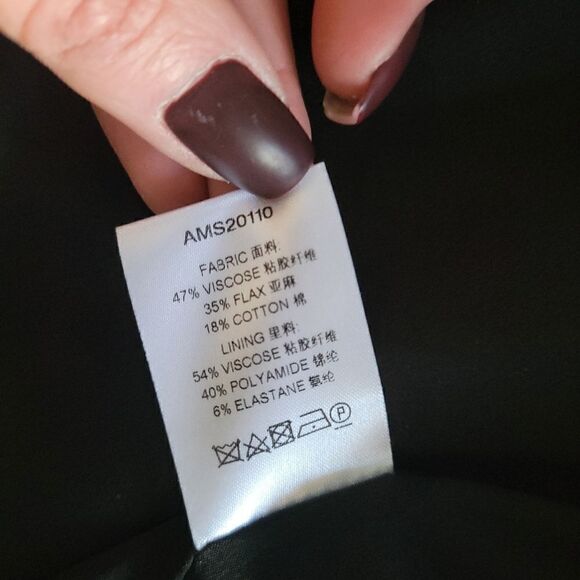 AMS20110
FABRIC 面料:
47% VISCOSE 粘胶纤维
35% FLAX 亚麻
18% COTTON 棉
LINING 里料:
54% VISCOSE 粘胶纤维
40% POLYAMIDE 锦纶
6% ELASTANE 氨纶
P